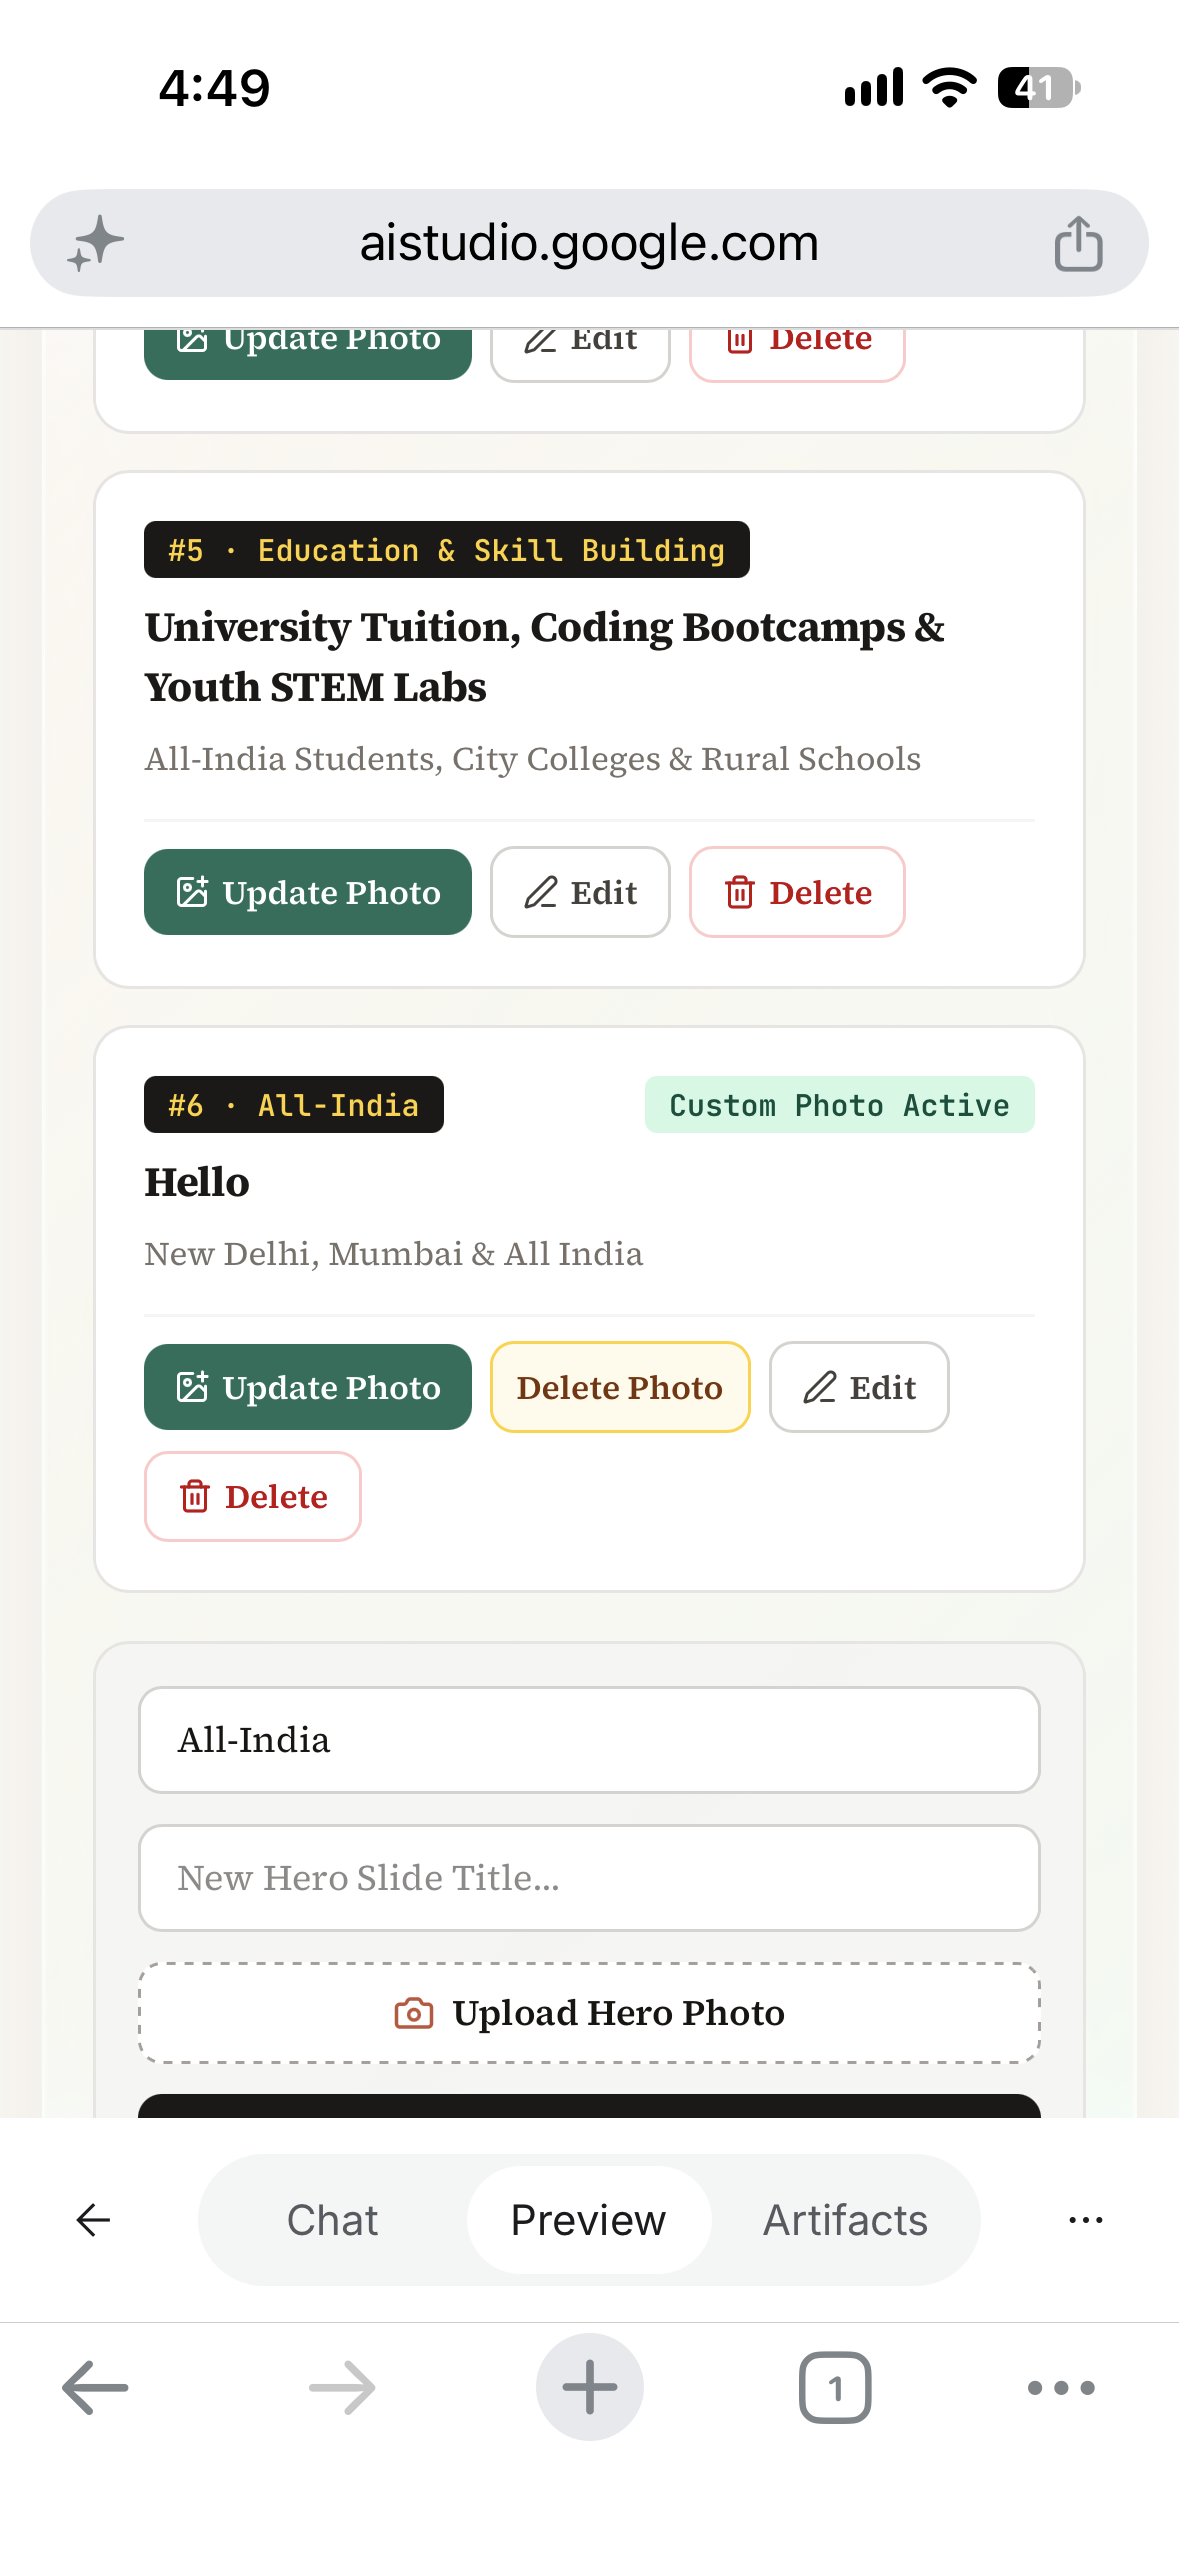 4:49
41
aistudio.google.com
Update Photo
Edit
Delete
#5 · Education & Skill Building
University Tuition, Coding Bootcamps &
Youth STEM Labs
All-India Students, City Colleges & Rural Schools
Update Photo
Edit
Delete
#6 · All-India
Custom Photo Active
Hello
New Delhi, Mumbai & All India
Update Photo
Delete Photo
Edit
Delete
All-India
New Hero Slide Title...
Upload Hero Photo
Chat
Preview
Artifacts
1